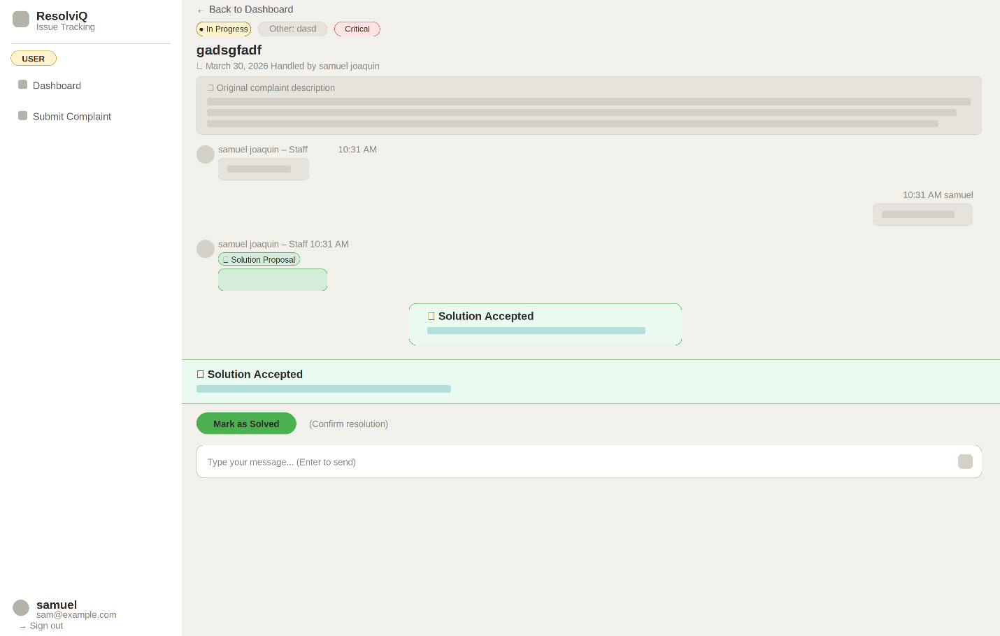 ResolviQ
Issue Tracking
USER
Dashboard
Submit Complaint
samuel
sam@example.com
→ Sign out
← Back to Dashboard
● In Progress
Other: dasd
Critical
gadsgfadf
March 30, 2026 Handled by samuel joaquin
Original complaint description
samuel joaquin – Staff 10:31 AM
10:31 AM samuel
samuel joaquin – Staff 10:31 AM
Solution Proposal
Solution Accepted
Solution Accepted
Mark as Solved (Confirm resolution)
Type your message... (Enter to send)